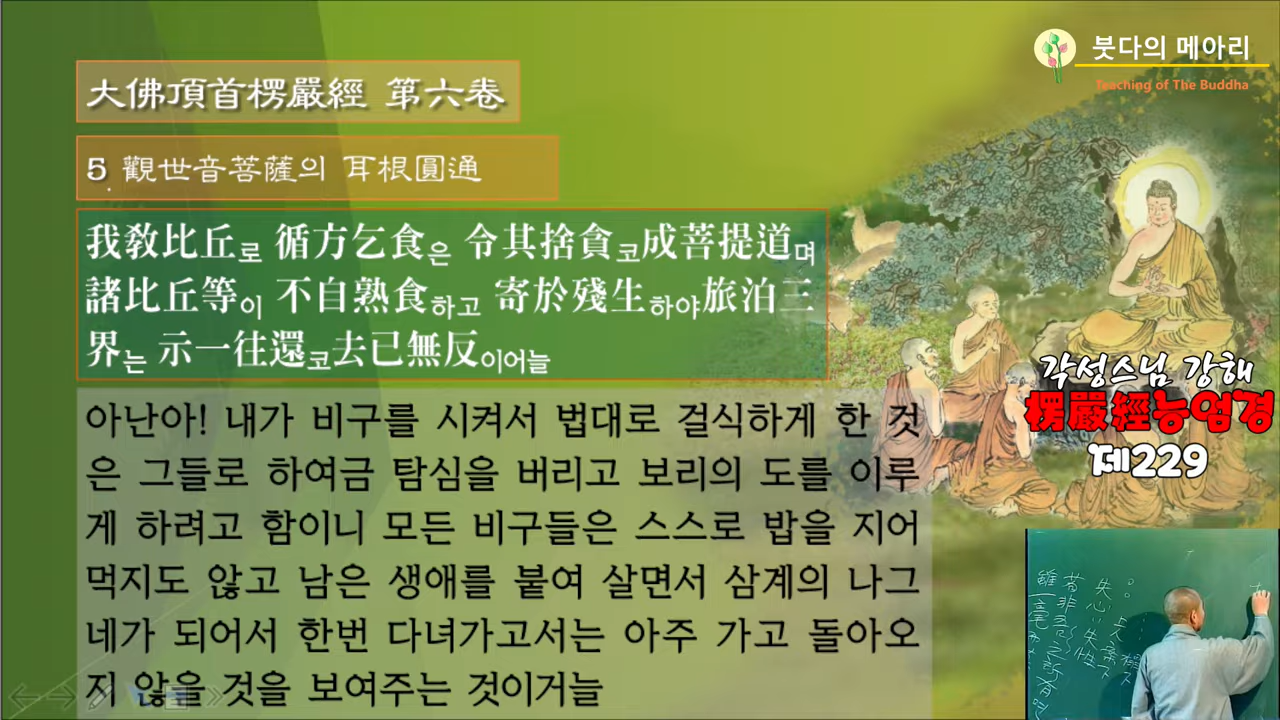 大佛頂首楞嚴經 第六卷
5. 觀世音菩薩의 耳根圓通
我敎比丘로 循方乞食은 令其捨貪코成菩提道며
諸比丘等이 不自熟食하고 寄於殘生하야旅泊三
界는 示一往還코去已無反이어늘
아난아! 내가 비구를 시켜서 법대로 걸식하게 한 것
은 그들로 하여금 탐심을 버리고 보리의 도를 이루
게 하려고 함이니 모든 비구들은 스스로 밥을 지어
먹지도 않고 남은 생애를 붙여 살면서 삼계의 나그
네가 되어서 한번 다녀가고서는 아주 가고 돌아오
지 않을 것을 보여주는 것이거늘
붓다의 메아리
Teaching of The Buddha
각성스님 강해
楞嚴經능엄경
제229